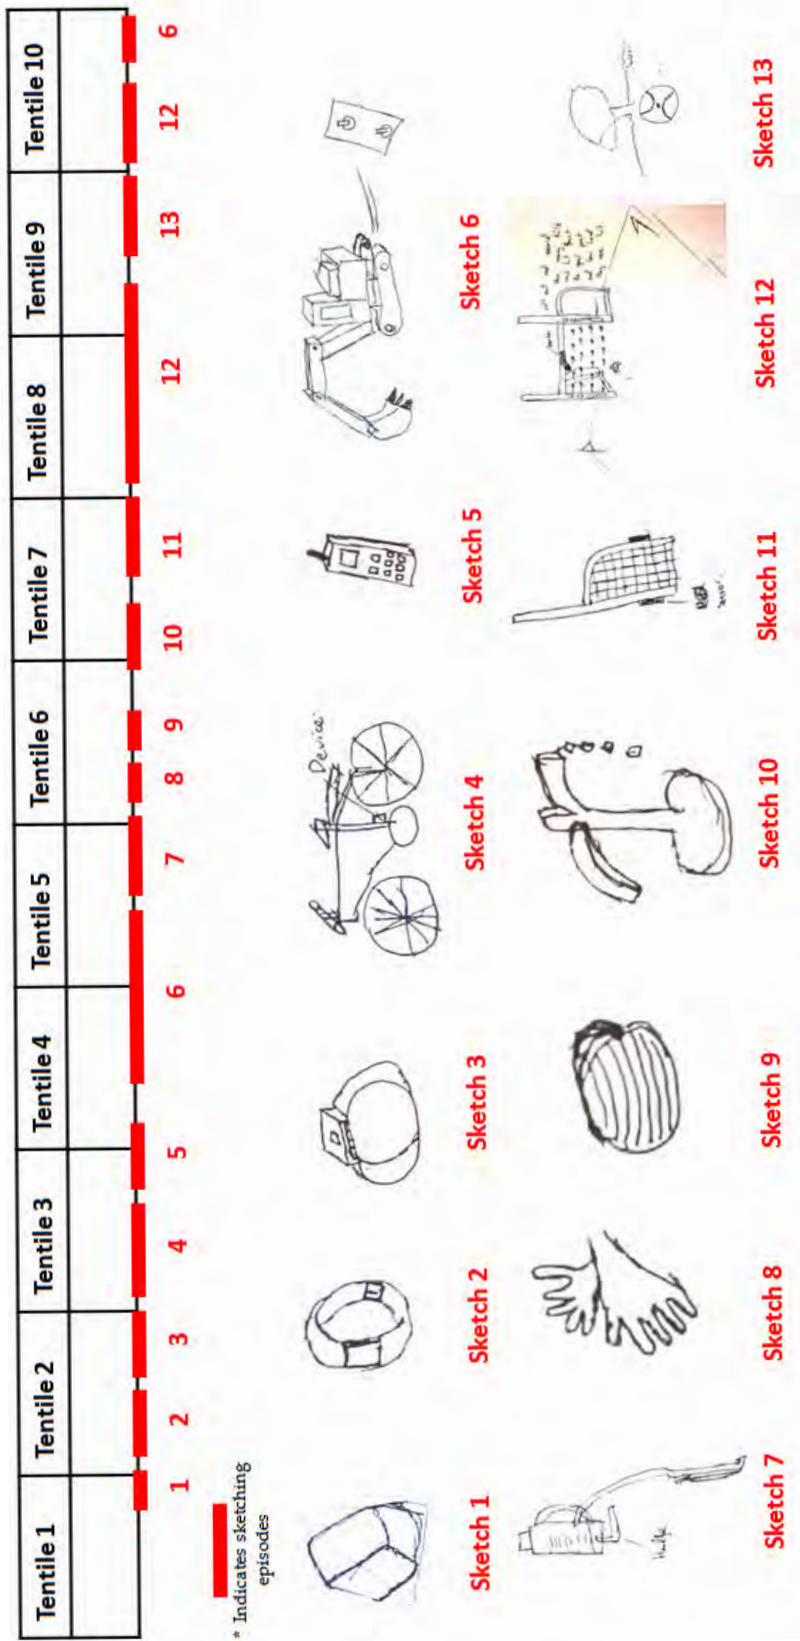 Tentile 1 Tentile 2 Tentile 3 Tentile 4 Tentile 5 Tentile 6 Tentile 7 Tentile 8 Tentile 9 Tentile 10
1 2 3 4 5 6 7 8 9 10 11 12 13 12 6
* Indicates sketching
episodes
Device
Sketch 1 Sketch 2 Sketch 3 Sketch 4 Sketch 5 Sketch 6
Sketch 7 Sketch 8 Sketch 9 Sketch 10 Sketch 11 Sketch 12 Sketch 13